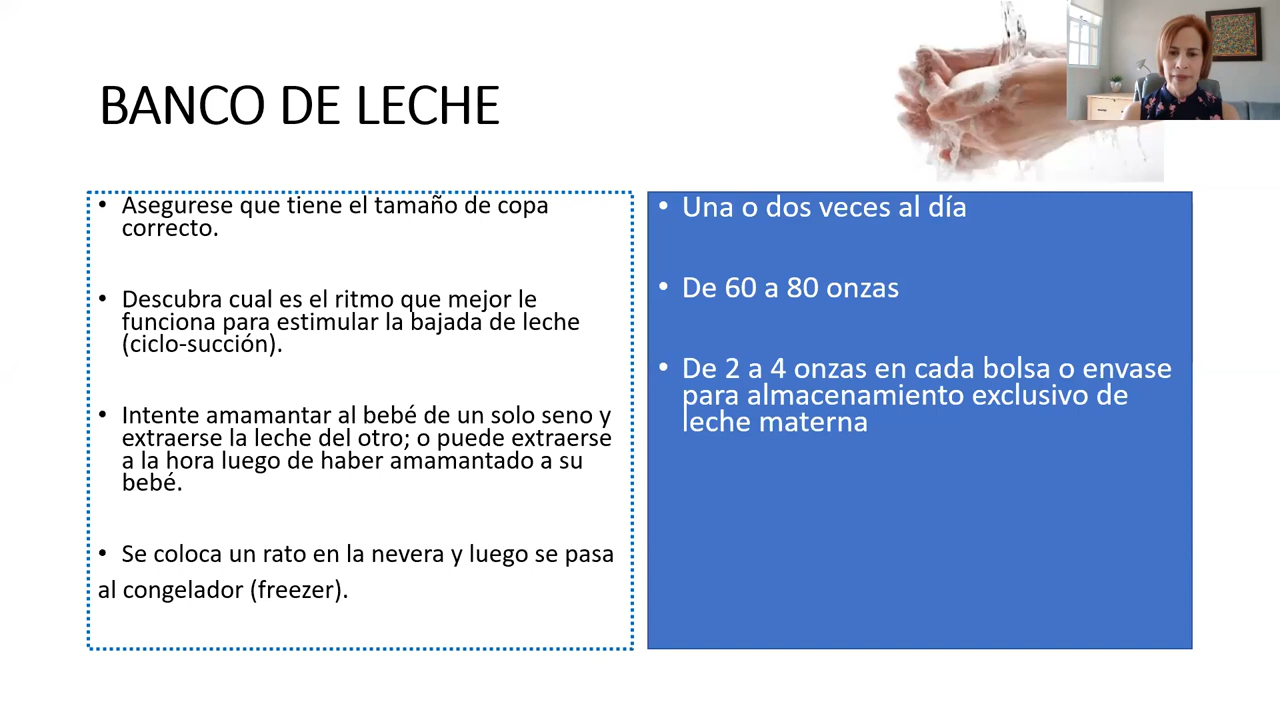 BANCO DE LECHE
• Asegurese que tiene el tamaño de copa
correcto.
• Descubra cual es el ritmo que mejor le
funciona para estimular la bajada de leche
(ciclo-succión).
• Intente amamantar al bebé de un solo seno y
extraerse la leche del otro; o puede extraerse
a la hora luego de haber amamantado a su
bebé.
• Se coloca un rato en la nevera y luego se pasa
al congelador (freezer).
• Una o dos veces al día
• De 60 a 80 onzas
• De 2 a 4 onzas en cada bolsa o envase
para almacenamiento exclusivo de
leche materna